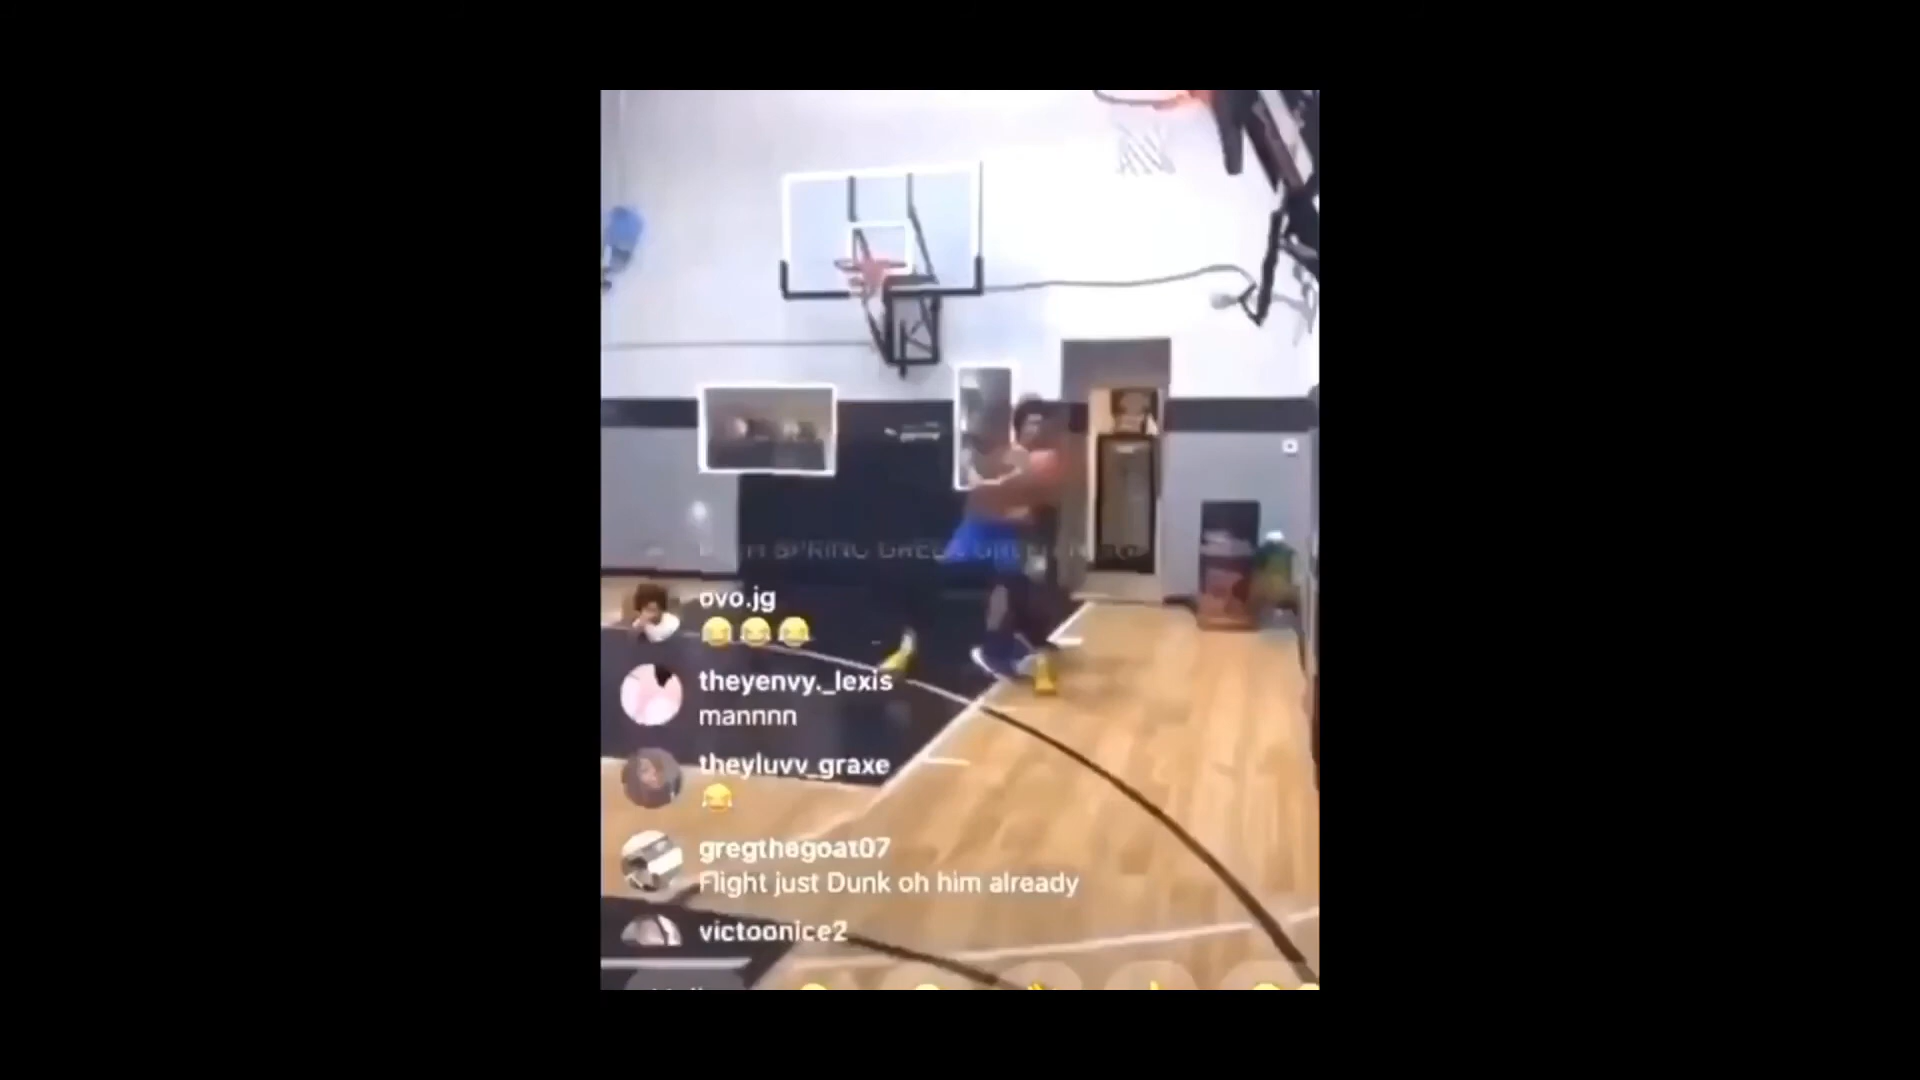 ovo.jg
😂😂😂
theyenvy._lexis
mannnn
theyluvv_graxe
😂
gregthegoat07
Flight just Dunk oh him already
victoonice2